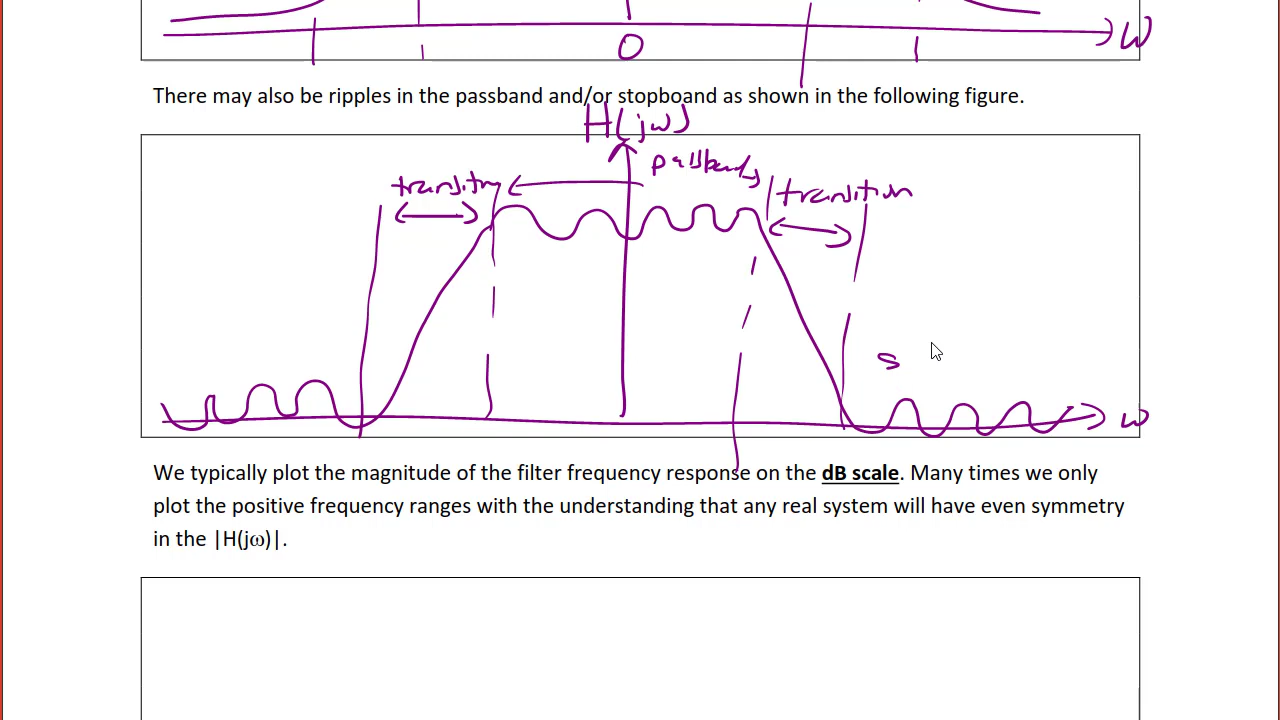 0
W
There may also be ripples in the passband and/or stopboand as shown in the following figure.
H(jω)
passband
transition
transition
s
ω
We typically plot the magnitude of the filter frequency response on the dB scale. Many times we only
plot the positive frequency ranges with the understanding that any real system will have even symmetry
in the |H(jω)|.